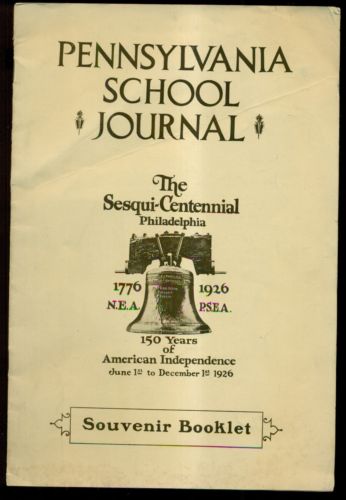 PENNSYLVANIA
SCHOOL
JOURNAL
The
Sesqui-Centennial
Philadelphia
1776 1926
N.E.A. P.S.E.A.
150 Years
of
American Independence
June 1st to December 1st 1926
Souvenir Booklet